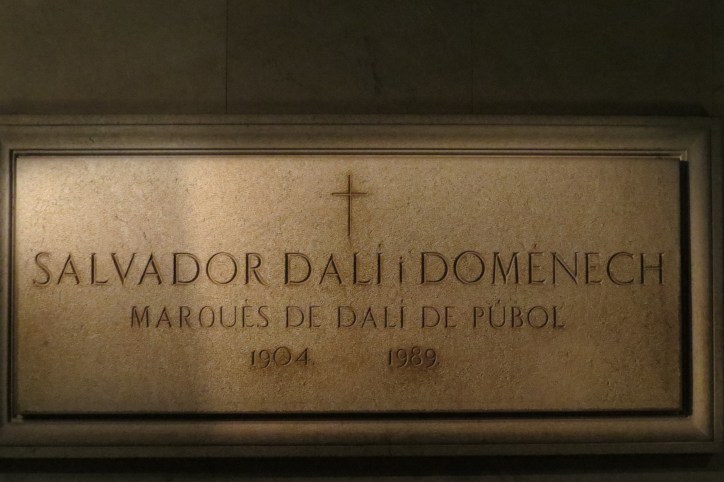 SALVADOR DALÍ i DOMÈNECH
MARQUÈS DE DALÍ DE PÚBOL
1904. 1989.